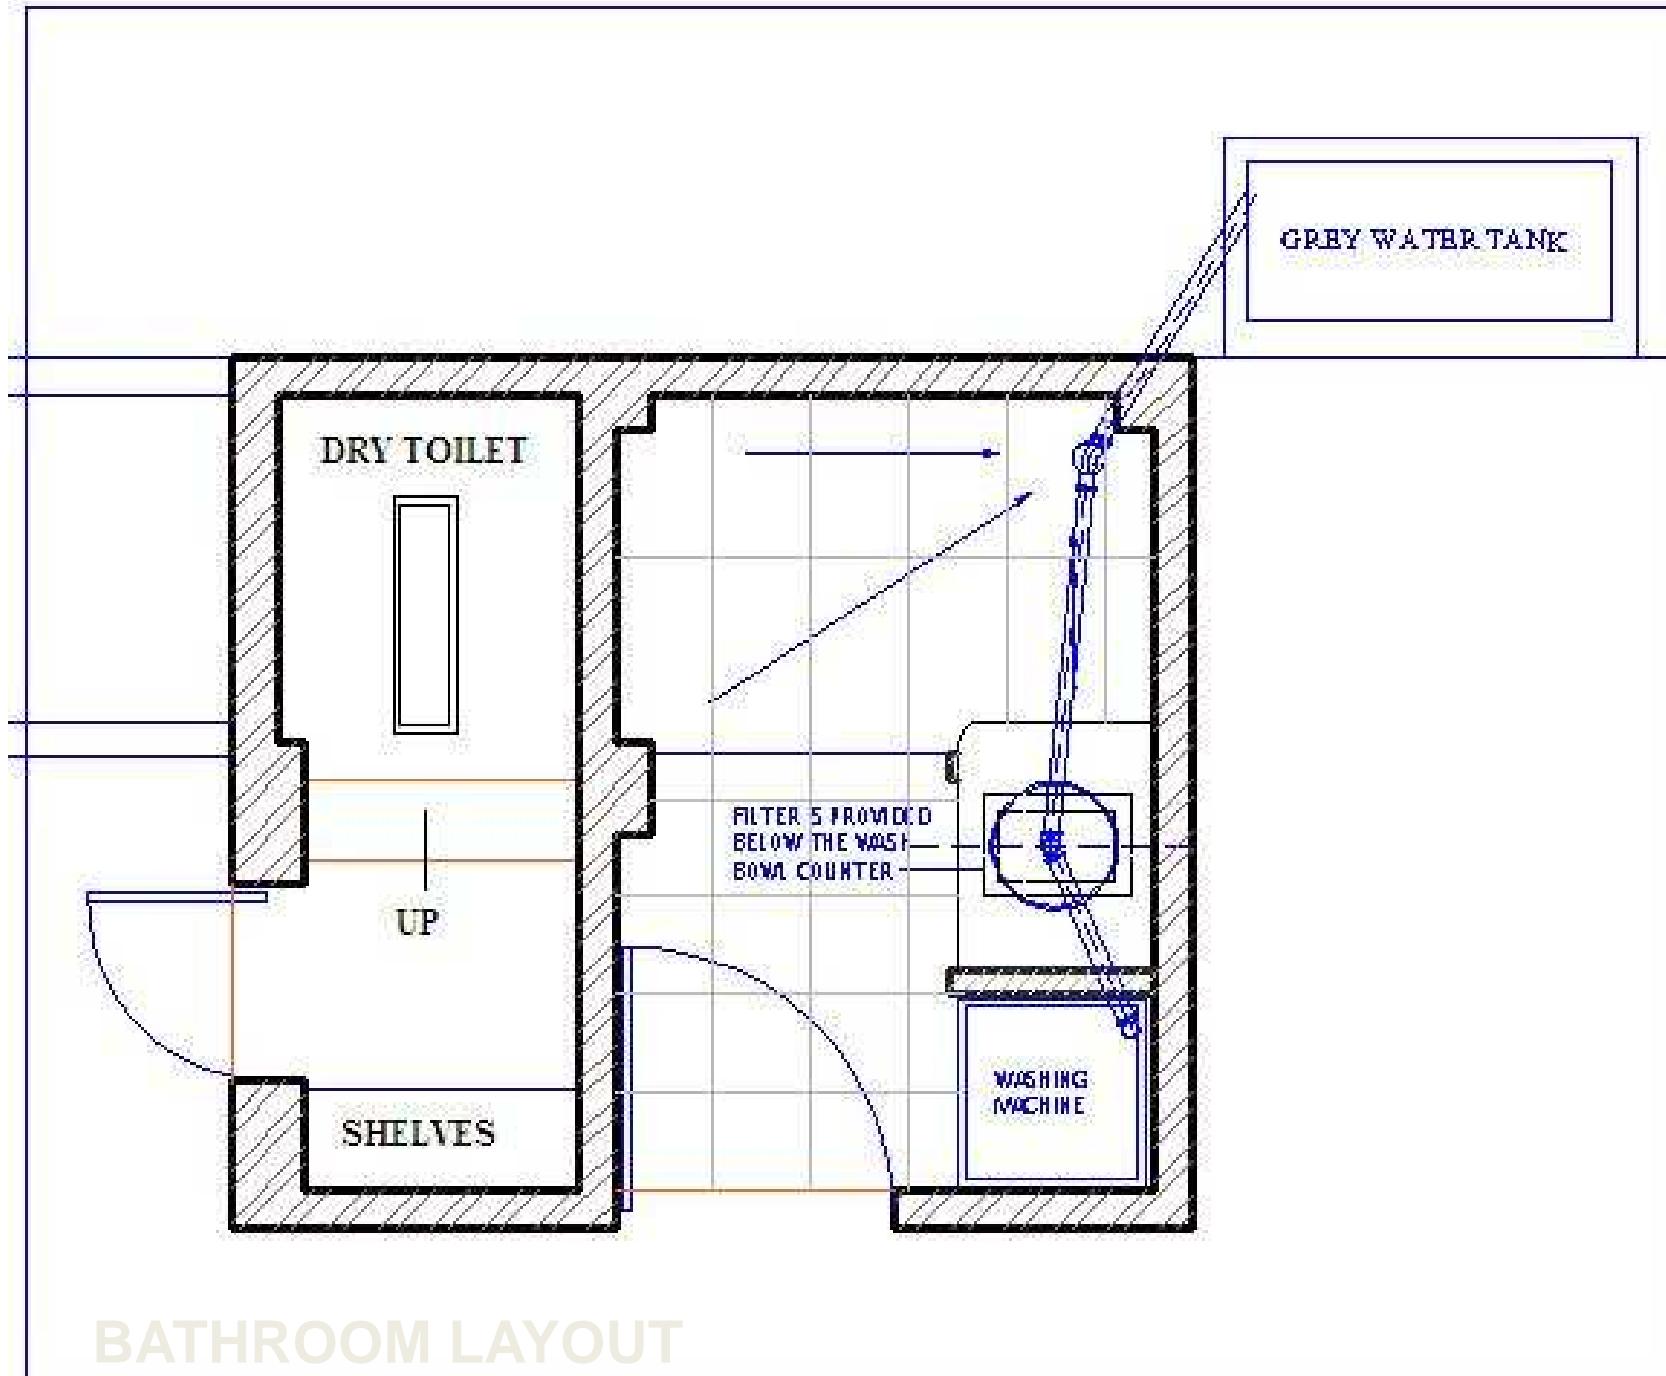 GREY WATER TANK
DRY TOILET
FILTER S PROVIDED
BELOW THE WASH
BOWL COUNTER
UP
WASHING
MACHINE
SHELVES
BATHROOM LAYOUT